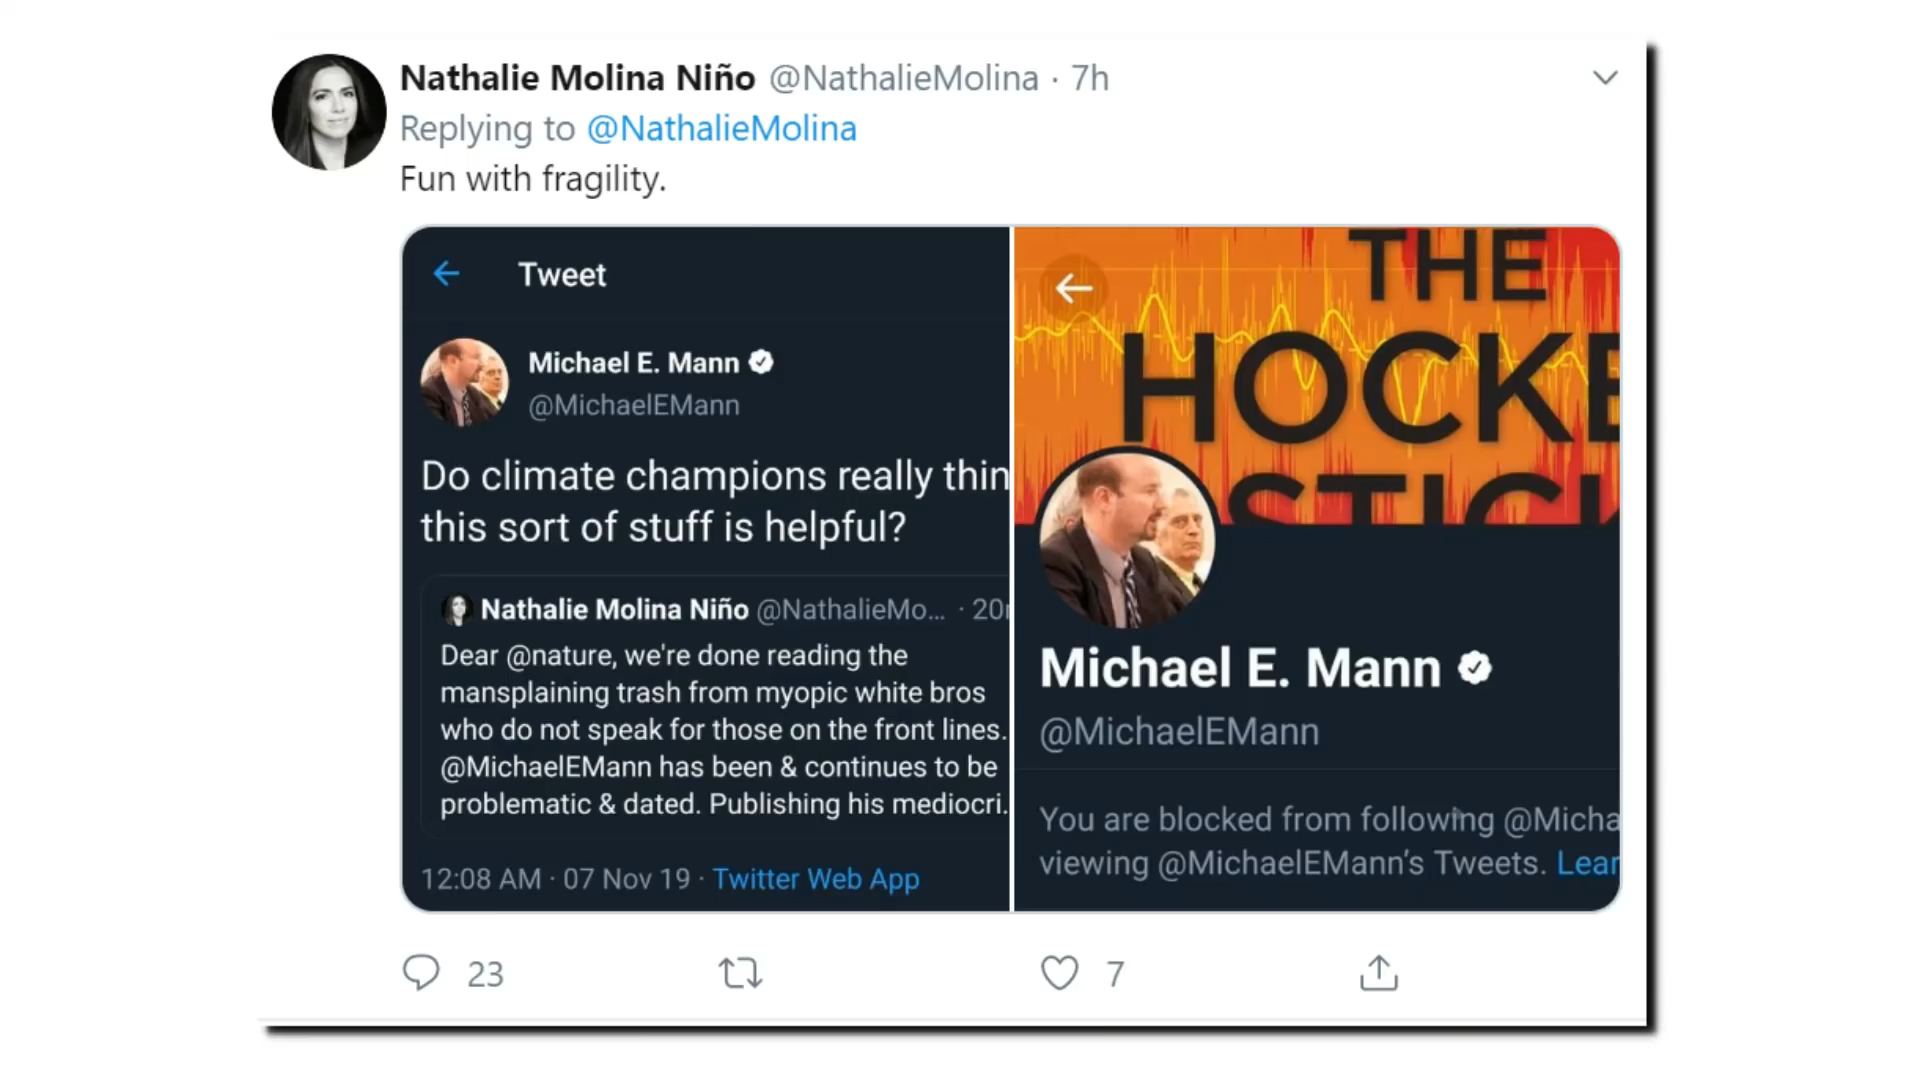 Nathalie Molina Niño @NathalieMolina · 7h
Replying to @NathalieMolina
Fun with fragility.
Tweet
Michael E. Mann
@MichaelEMann
Do climate champions really thin
this sort of stuff is helpful?
Nathalie Molina Niño @NathalieMo... · 20
Dear @nature, we're done reading the
mansplaining trash from myopic white bros
who do not speak for those on the front lines.
@MichaelEMann has been & continues to be
problematic & dated. Publishing his mediocri.
12:08 AM · 07 Nov 19 · Twitter Web App
THE
HOCKE
STICK
Michael E. Mann
@MichaelEMann
You are blocked from following @Micha
viewing @MichaelEMann's Tweets. Lear
23
7